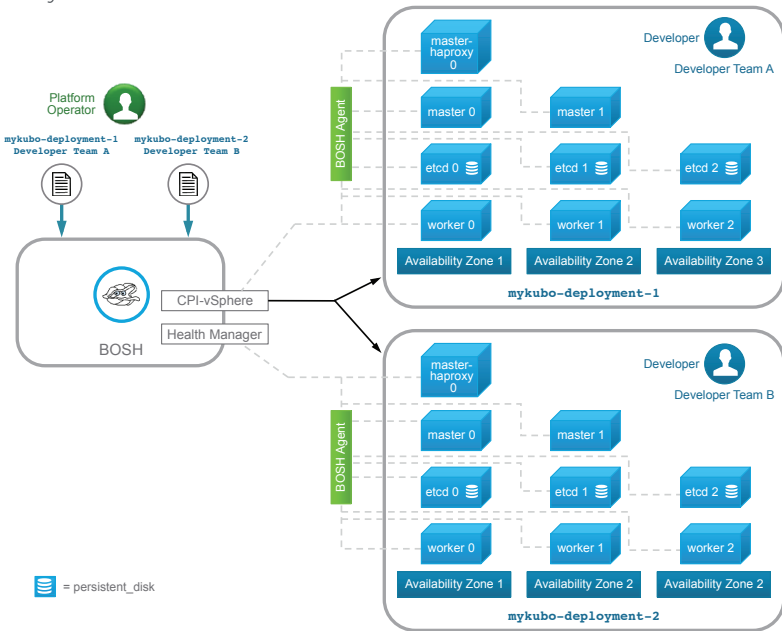 Platform
Operator
mykubo-deployment-1
Developer Team A
mykubo-deployment-2
Developer Team B
CPI-vSphere
Health Manager
BOSH
= persistent_disk
BOSH Agent
master-
haproxy
0
Developer
Developer Team A
master 0
master 1
etcd 0
etcd 1
etcd 2
worker 0
worker 1
worker 2
Availability Zone 1
Availability Zone 2
Availability Zone 3
mykubo-deployment-1
BOSH Agent
master-
haproxy
0
Developer
Developer Team B
master 0
master 1
etcd 0
etcd 1
etcd 2
worker 0
worker 1
worker 2
Availability Zone 1
Availability Zone 2
Availability Zone 2
mykubo-deployment-2